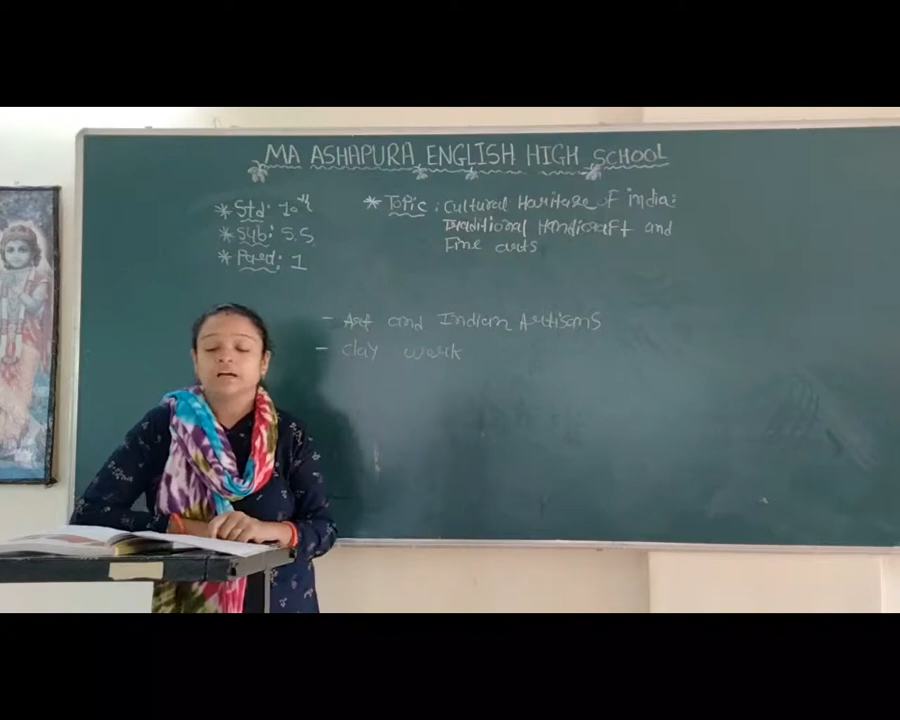 MA ASHAPURA ENGLISH HIGH SCHOOL
* Std: 10th
* Sub: S.S.
* Period: 1
* Topic: Cultural Haritage of India:
Traditional Handicraft and
Fine arts
- Art and Indian Artisans
- Clay work